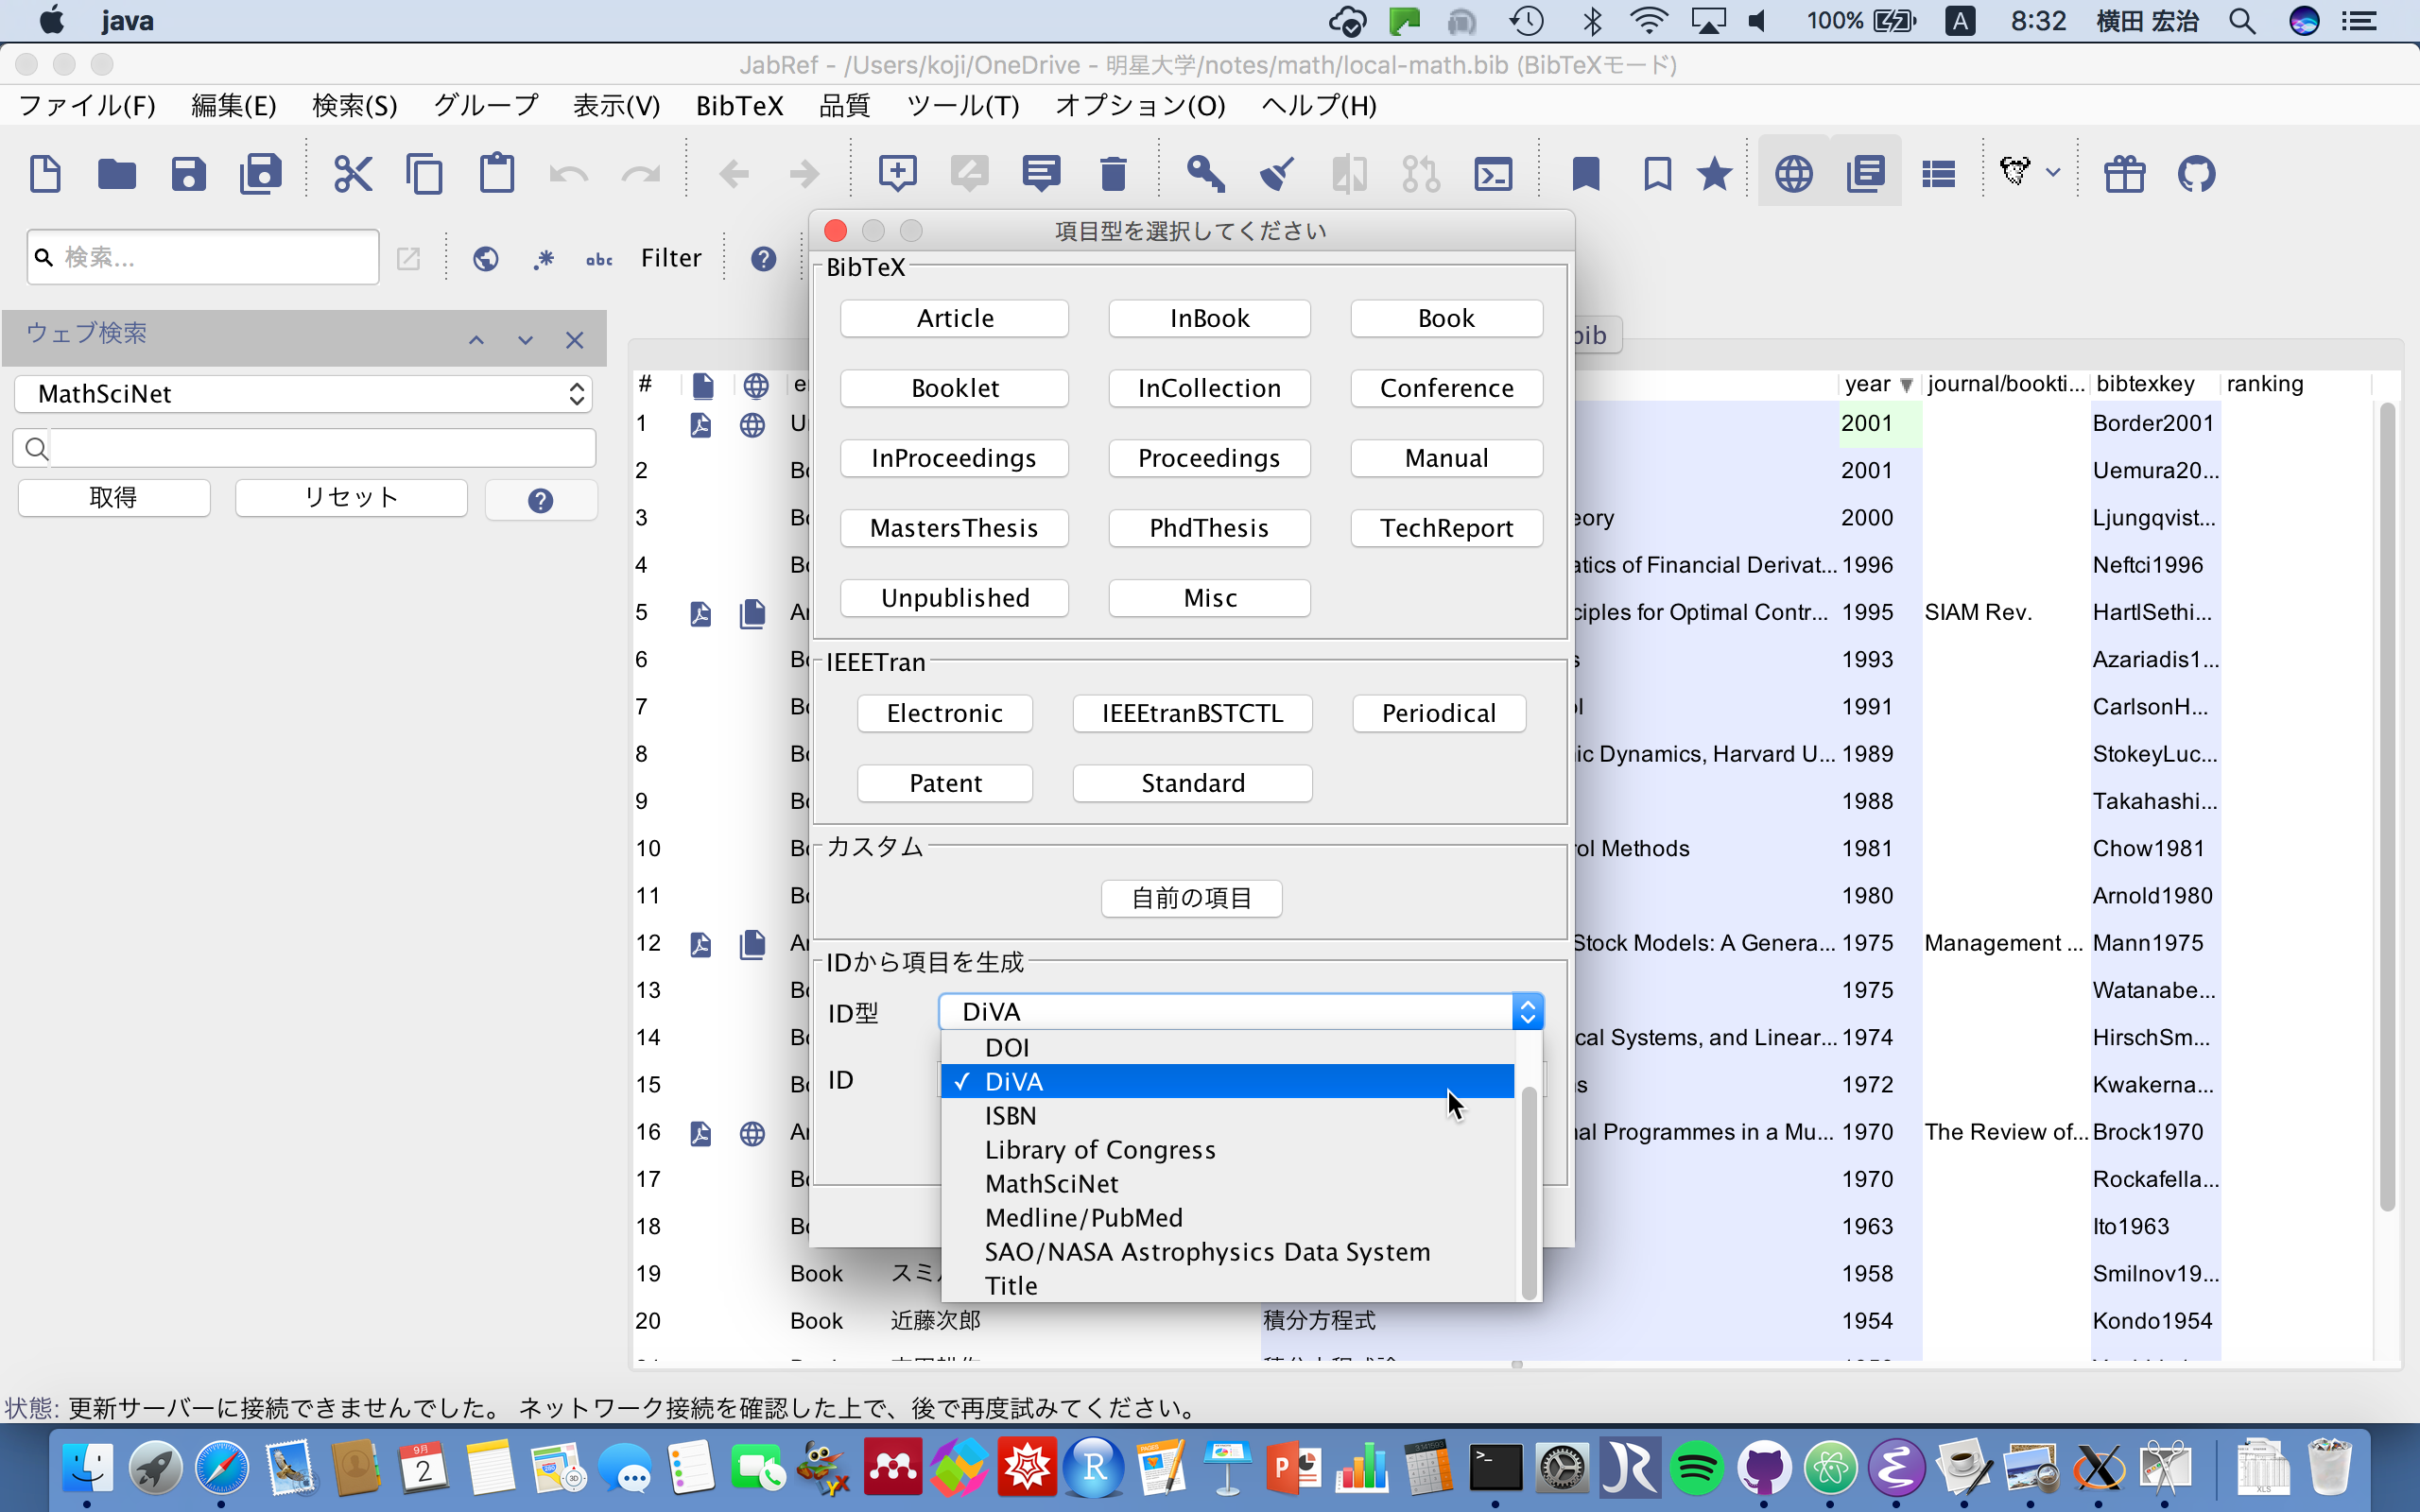 java
100%
A
8:32
横田 宏治
JabRef - /Users/koji/OneDrive - 明星大学/notes/math/local-math.bib (BibTeXモード)
ファイル(F) 編集(E) 検索(S) グループ 表示(V) BibTeX 品質 ツール(T) オプション(O) ヘルプ(H)
検索...
abc
Filter
項目型を選択してください
BibTeX
Article InBook Book
Booklet InCollection Conference
InProceedings Proceedings Manual
MastersThesis PhdThesis TechReport
Unpublished Misc
IEEETran
Electronic IEEEtranBSTCTL Periodical
Patent Standard
カスタム
自前の項目
IDから項目を生成
ID型 DiVA
ID
DOI
✓ DiVA
ISBN
Library of Congress
MathSciNet
Medline/PubMed
SAO/NASA Astrophysics Data System
Title
ウェブ検索
MathSciNet
取得 リセット
bib
# year journal/bookti... bibtexkey ranking
1 2001 Border2001
2 2001 Uemura20...
3 eory 2000 Ljungqvist...
4 atics of Financial Derivat... 1996 Neftci1996
5 ciples for Optimal Contr... 1995 SIAM Rev. HartlSethi...
6 s 1993 Azariadis1...
7 1991 CarlsonH...
8 ic Dynamics, Harvard U... 1989 StokeyLuc...
9 1988 Takahashi...
10 ol Methods 1981 Chow1981
11 1980 Arnold1980
12 Stock Models: A Genera... 1975 Management ... Mann1975
13 1975 Watanabe...
14 cal Systems, and Linear... 1974 HirschSm...
15 s 1972 Kwakerna...
16 al Programmes in a Mu... 1970 The Review of... Brock1970
17 1970 Rockafella...
18 1963 Ito1963
19 Book スミ 1958 Smilnov19...
20 Book 近藤次郎 積分方程式 1954 Kondo1954
状態: 更新サーバーに接続できませんでした。 ネットワーク接続を確認した上で、後で再度試みてください。
9月
2